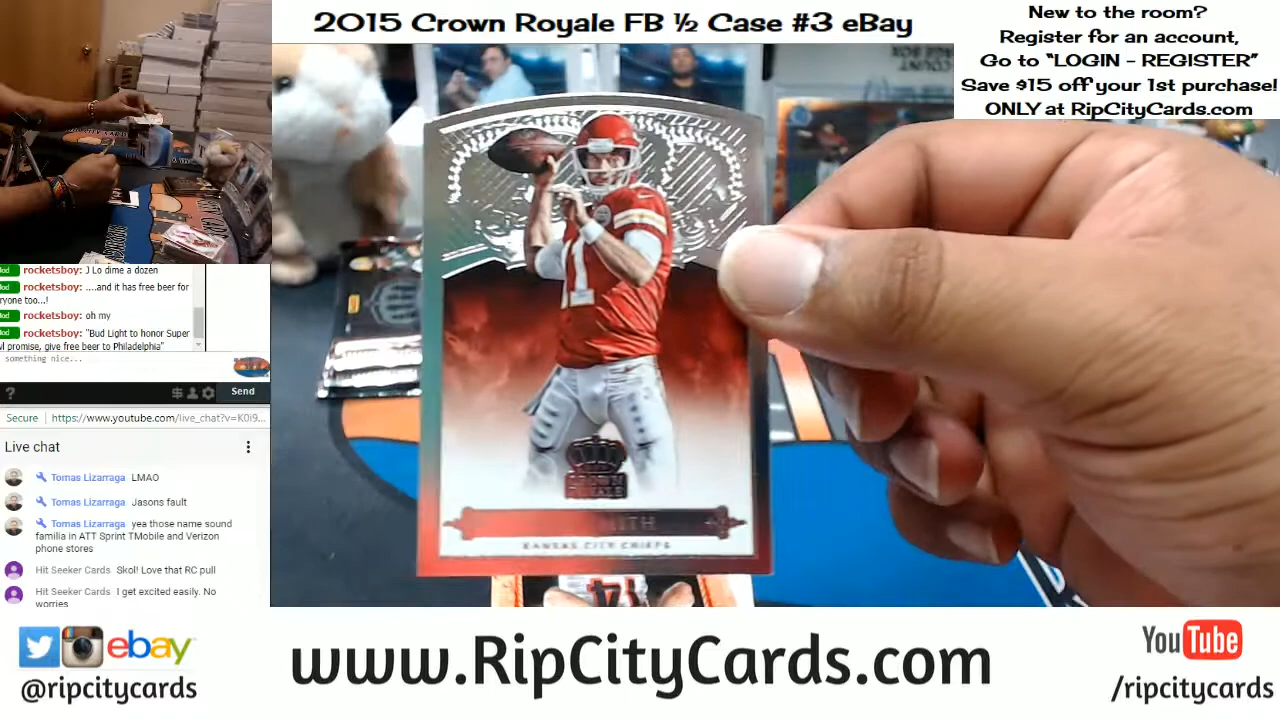 2015 Crown Royale FB ½ Case #3 eBay
New to the room?
Register for an account,
Go to “LOGIN - REGISTER”
Save $15 off your 1st purchase!
ONLY at RipCityCards.com
rocketsboy: J Lo dime a dozen
rocketsboy: ....and it has free beer for
ryone too...!
rocketsboy: oh my
rocketsboy: "Bud Light to honor Super
promise, give free beer to Philadelphia"
something nice...
? Send
Secure https://www.youtube.com/live_chat?v=K0i9...
Live chat
Tomas Lizarraga LMAO
Tomas Lizarraga Jasons fault
Tomas Lizarraga yea those name sound
familia in ATT Sprint TMobile and Verizon
phone stores
Hit Seeker Cards Skol! Love that RC pull
Hit Seeker Cards I get excited easily. No
worries
11
CROWN
ROYALE
KANSAS CITY CHIEFS
ebay
@ripcitycards
www.RipCityCards.com
YouTube
/ripcitycards